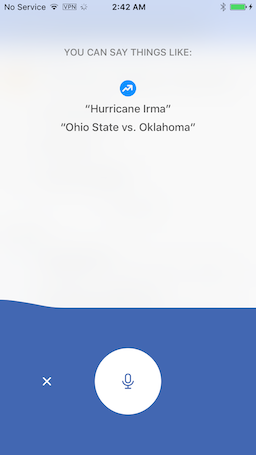 No Service VPN 2:42 AM
YOU CAN SAY THINGS LIKE:
“Hurricane Irma”
“Ohio State vs. Oklahoma”